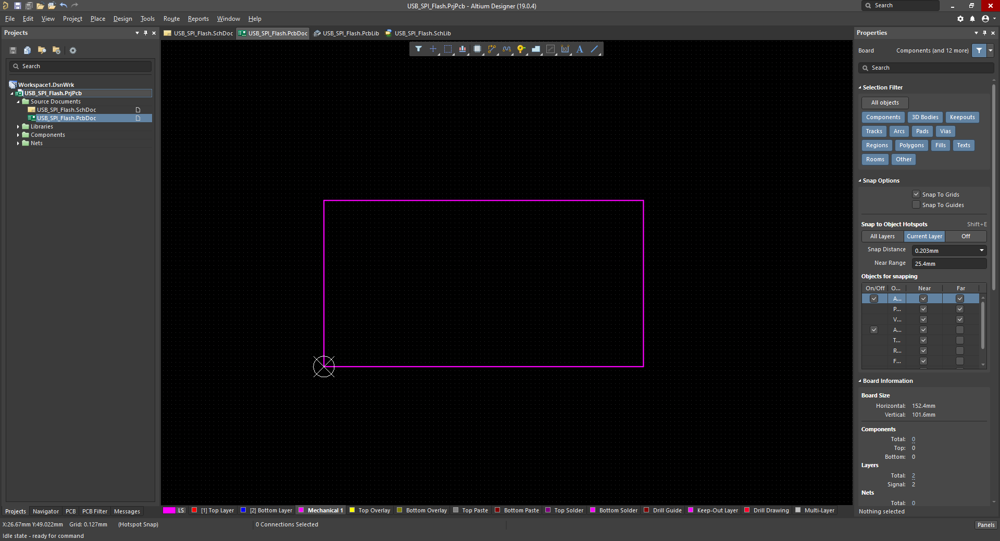 USB_SPI_Flash.PrjPcb - Altium Designer (19.0.4)
Search
File Edit View Project Place Design Tools Route Reports Window Help
Projects
USB_SPI_Flash.SchDoc USB_SPI_Flash.PcbDoc USB_SPI_Flash.PcbLib USB_SPI_Flash.SchLib
Search
Workspace1.DsnWrk
USB_SPI_Flash.PrjPcb
Source Documents
USB_SPI_Flash.SchDoc
USB_SPI_Flash.PcbDoc
Libraries
Components
Nets
Properties
Board Components (and 12 more)
Search
Selection Filter
All objects
Components 3D Bodies Keepouts
Tracks Arcs Pads Vias
Regions Polygons Fills Texts
Rooms Other
Snap Options
Snap To Grids
Snap To Guides
Snap to Object Hotspots Shift+E
All Layers Current Layer Off
Snap Distance 0.203mm
Near Range 25.4mm
Objects for snapping
On/Off O... Near Far
A...
P...
V...
A...
T...
R...
F...
Board Information
Board Size
Horizontal: 152.4mm
Vertical: 101.6mm
Components
Total: 0
Top: 0
Bottom: 0
Layers
Total: 2
Signal: 2
Nets
Total: 0
Nothing selected
Projects Navigator PCB PCB Filter Messages
LS [1] Top Layer [2] Bottom Layer Mechanical 1 Top Overlay Bottom Overlay Top Paste Bottom Paste Top Solder Bottom Solder Drill Guide Keep-Out Layer Drill Drawing Multi-Layer
X:26.67mm Y:49.022mm Grid: 0.127mm (Hotspot Snap) 0 Connections Selected
Panels
Idle state - ready for command